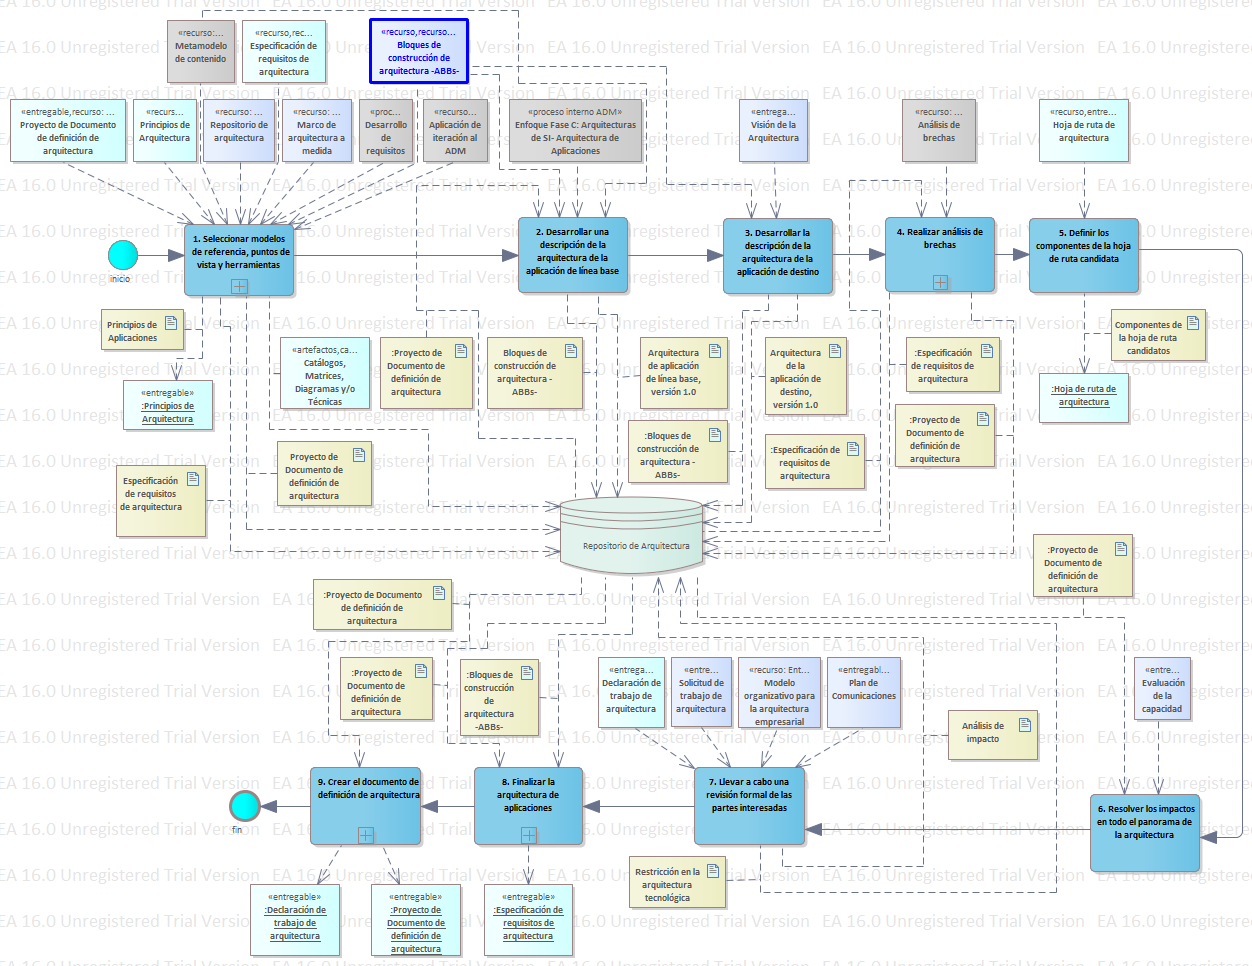 EA 16.0 Unregistered Trial Version
«recurso:...
Metamodelo
de contenido
«recurso,rec...
Especificación de
requisitos de
arquitectura
«recurso,recurso...
Bloques de
construcción de
arquitectura -ABBs-
«entregable,recurso: ...
Proyecto de Documento
de definición de
arquitectura
«recurs...
Principios de
Arquitectura
«recurso: ...
Repositorio de
arquitectura
«recurso: ...
Marco de
arquitectura a
medida
«proc...
Desarrollo
de
requisitos
«recurso...
Aplicación de
iteración al
ADM
«proceso interno ADM»
Enfoque Fase C: Arquitecturas
de SI- Arquitectura de
Aplicaciones
«entrega...
Visión de la
Arquitectura
«recurso: ...
Análisis de
brechas
«recurso,entre...
Hoja de ruta de
arquitectura
inicio
1. Seleccionar modelos
de referencia, puntos de
vista y herramientas
2. Desarrollar una
descripción de la
arquitectura de la
aplicación de línea base
3. Desarrollar la
descripción de la
arquitectura de la
aplicación de destino
4. Realizar análisis de
brechas
5. Definir los
componentes de la hoja
de ruta candidata
Principios de
Aplicaciones
«entregable»
:Principios de
Arquitectura
«artefactos,ca...
Catálogos,
Matrices,
Diagramas y/o
Técnicas
:Proyecto de
Documento de
definición de
arquitectura
Bloques de
construcción de
arquitectura -
ABBs-
Arquitectura
de aplicación
de línea base,
versión 1.0
Arquitectura
de la
aplicación de
destino,
versión 1.0
:Especificación
de requisitos de
arquitectura
Componentes de
la hoja de ruta
candidatos
:Hoja de ruta de
arquitectura
:Proyecto de
Documento de
definición de
arquitectura
:Bloques de
construcción de
arquitectura -
ABBs-
:Especificación de
requisitos de
arquitectura
Proyecto de
Documento de
definición de
arquitectura
Especificación
de requisitos
de arquitectura
Repositorio de Arquitectura
:Proyecto de
Documento de
definición de
arquitectura
:Proyecto de Documento
de definición de
arquitectura
:Proyecto de
Documento de
definición de
arquitectura
:Bloques de
construcción
de
arquitectura
-ABBs-
«entrega...
Declaración de
trabajo de
arquitectura
«entre...
Solicitud de
trabajo de
arquitectura
«recurso: Ent...
Modelo
organizativo para
la arquitectura
empresarial
«entregabl...
Plan de
Comunicaciones
Análisis de
impacto
«entre...
Evaluación
de la
capacidad
fin
9. Crear el documento de
definición de arquitectura
8. Finalizar la
arquitectura de
aplicaciones
7. Llevar a cabo una
revisión formal de las
partes interesadas
6. Resolver los impactos
en todo el panorama de
la arquitectura
Restricción en la
arquitectura
tecnológica
«entregable»
:Declaración de
trabajo de
arquitectura
«entregable»
:Proyecto de
Documento de
definición de
arquitectura
«entregable»
:Especificación de
requisitos de
arquitectura